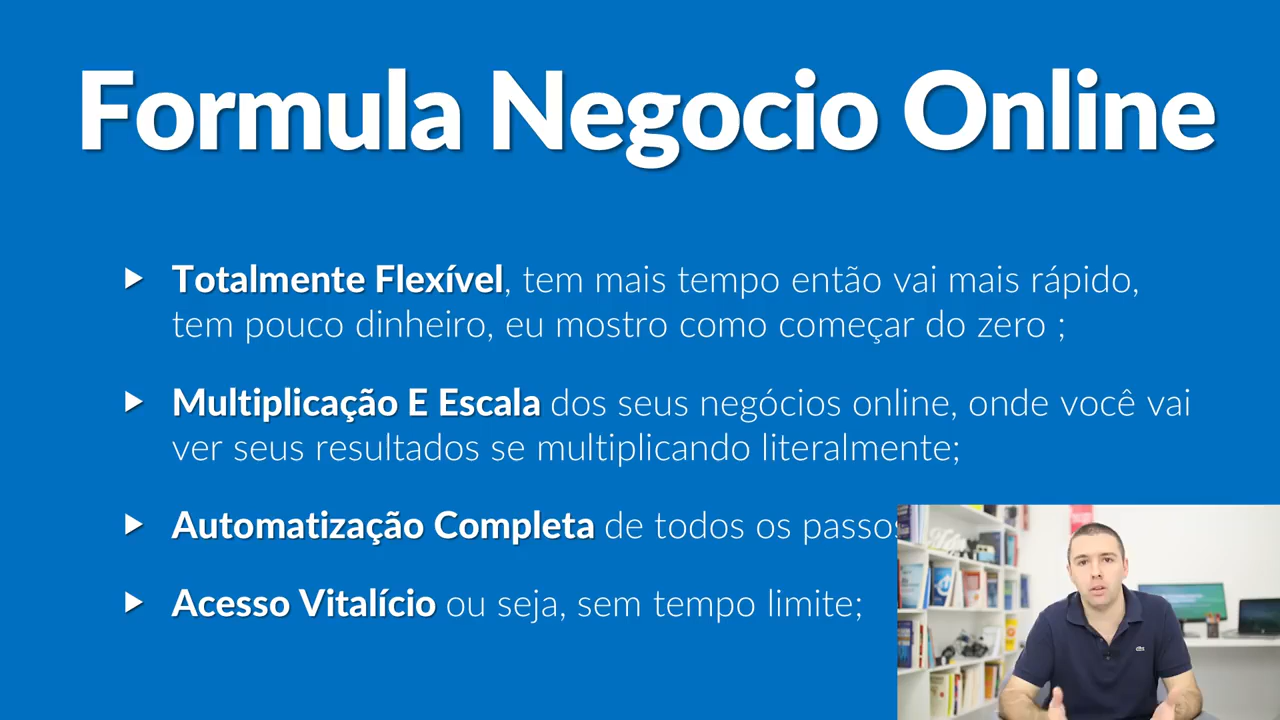 Formula Negocio Online
Totalmente Flexível, tem mais tempo então vai mais rápido,
tem pouco dinheiro, eu mostro como começar do zero ;
Multiplicação E Escala dos seus negócios online, onde você vai
ver seus resultados se multiplicando literalmente;
Automatização Completa de todos os passos
Acesso Vitalício ou seja, sem tempo limite;